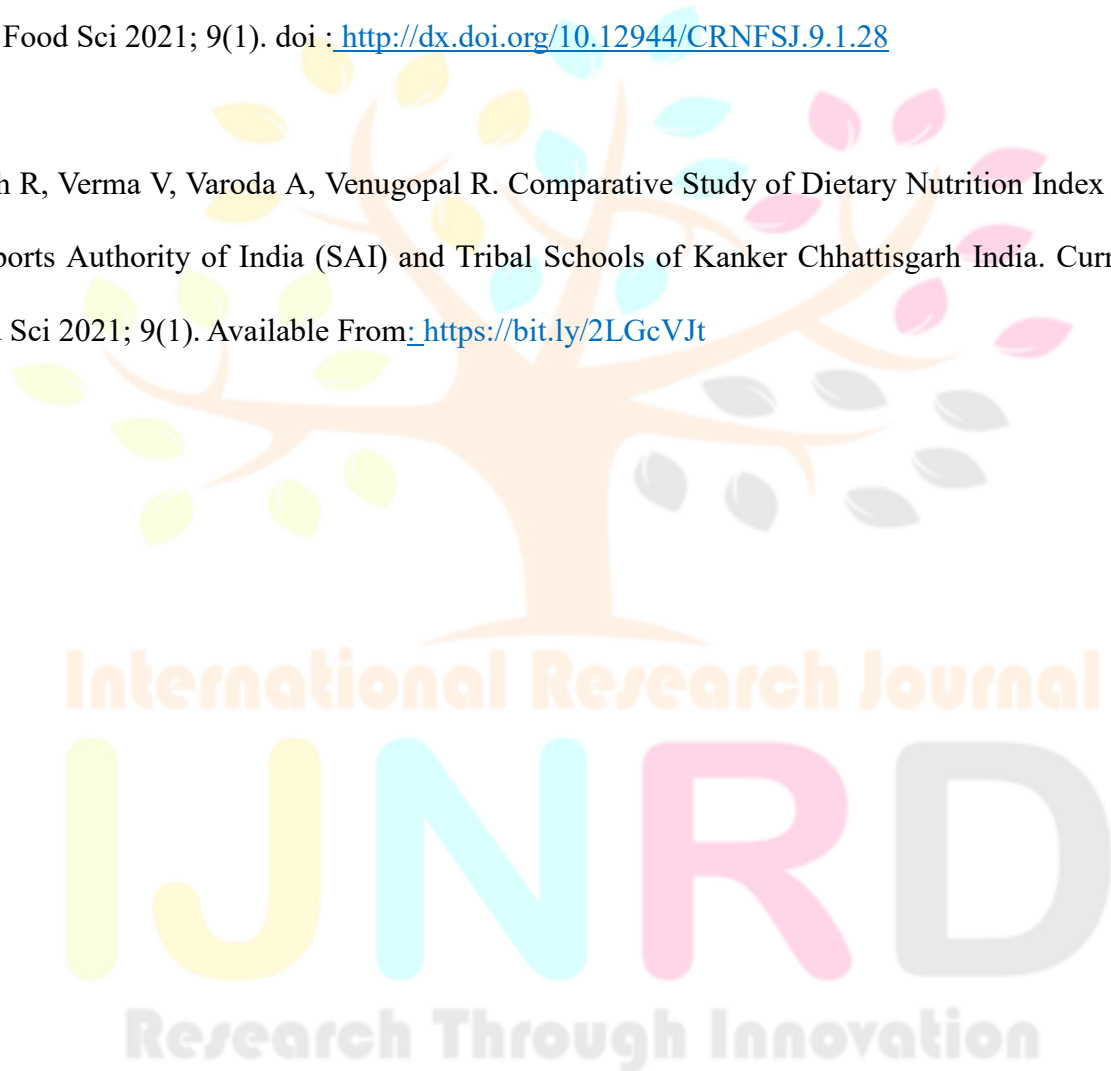 Food Sci 2021; 9(1). doi : http://dx.doi.org/10.12944/CRNFSJ.9.1.28
h R, Verma V, Varoda A, Venugopal R. Comparative Study of Dietary Nutrition Index
ports Authority of India (SAI) and Tribal Schools of Kanker Chhattisgarh India. Curr
Sci 2021; 9(1). Available From: https://bit.ly/2LGcVJt
International Research Journal
IJNRD
Research Through Innovation